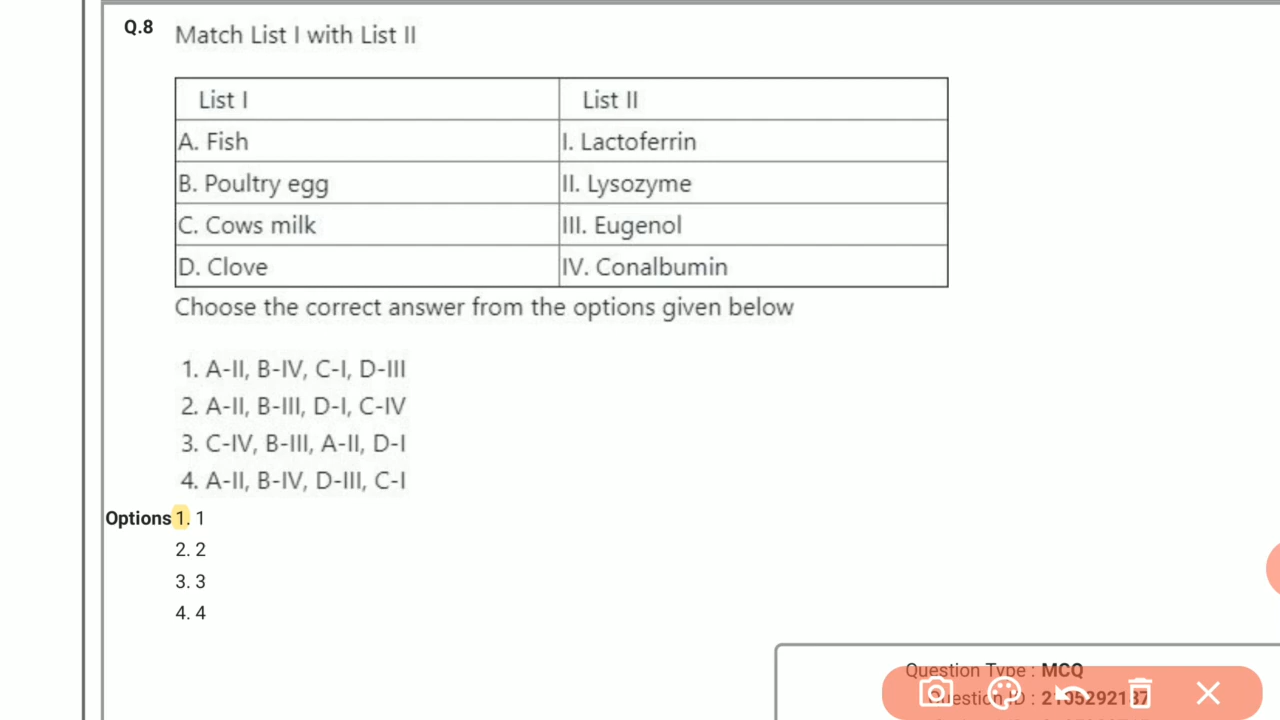 Q.8 Match List I with List II
List I List II
A. Fish I. Lactoferrin
B. Poultry egg II. Lysozyme
C. Cows milk III. Eugenol
D. Clove IV. Conalbumin
Choose the correct answer from the options given below
1. A-II, B-IV, C-I, D-III
2. A-II, B-III, D-I, C-IV
3. C-IV, B-III, A-II, D-I
4. A-II, B-IV, D-III, C-I
Options 1. 1
2. 2
3. 3
4. 4
Question Type : MCQ
Question ID : 2105292187